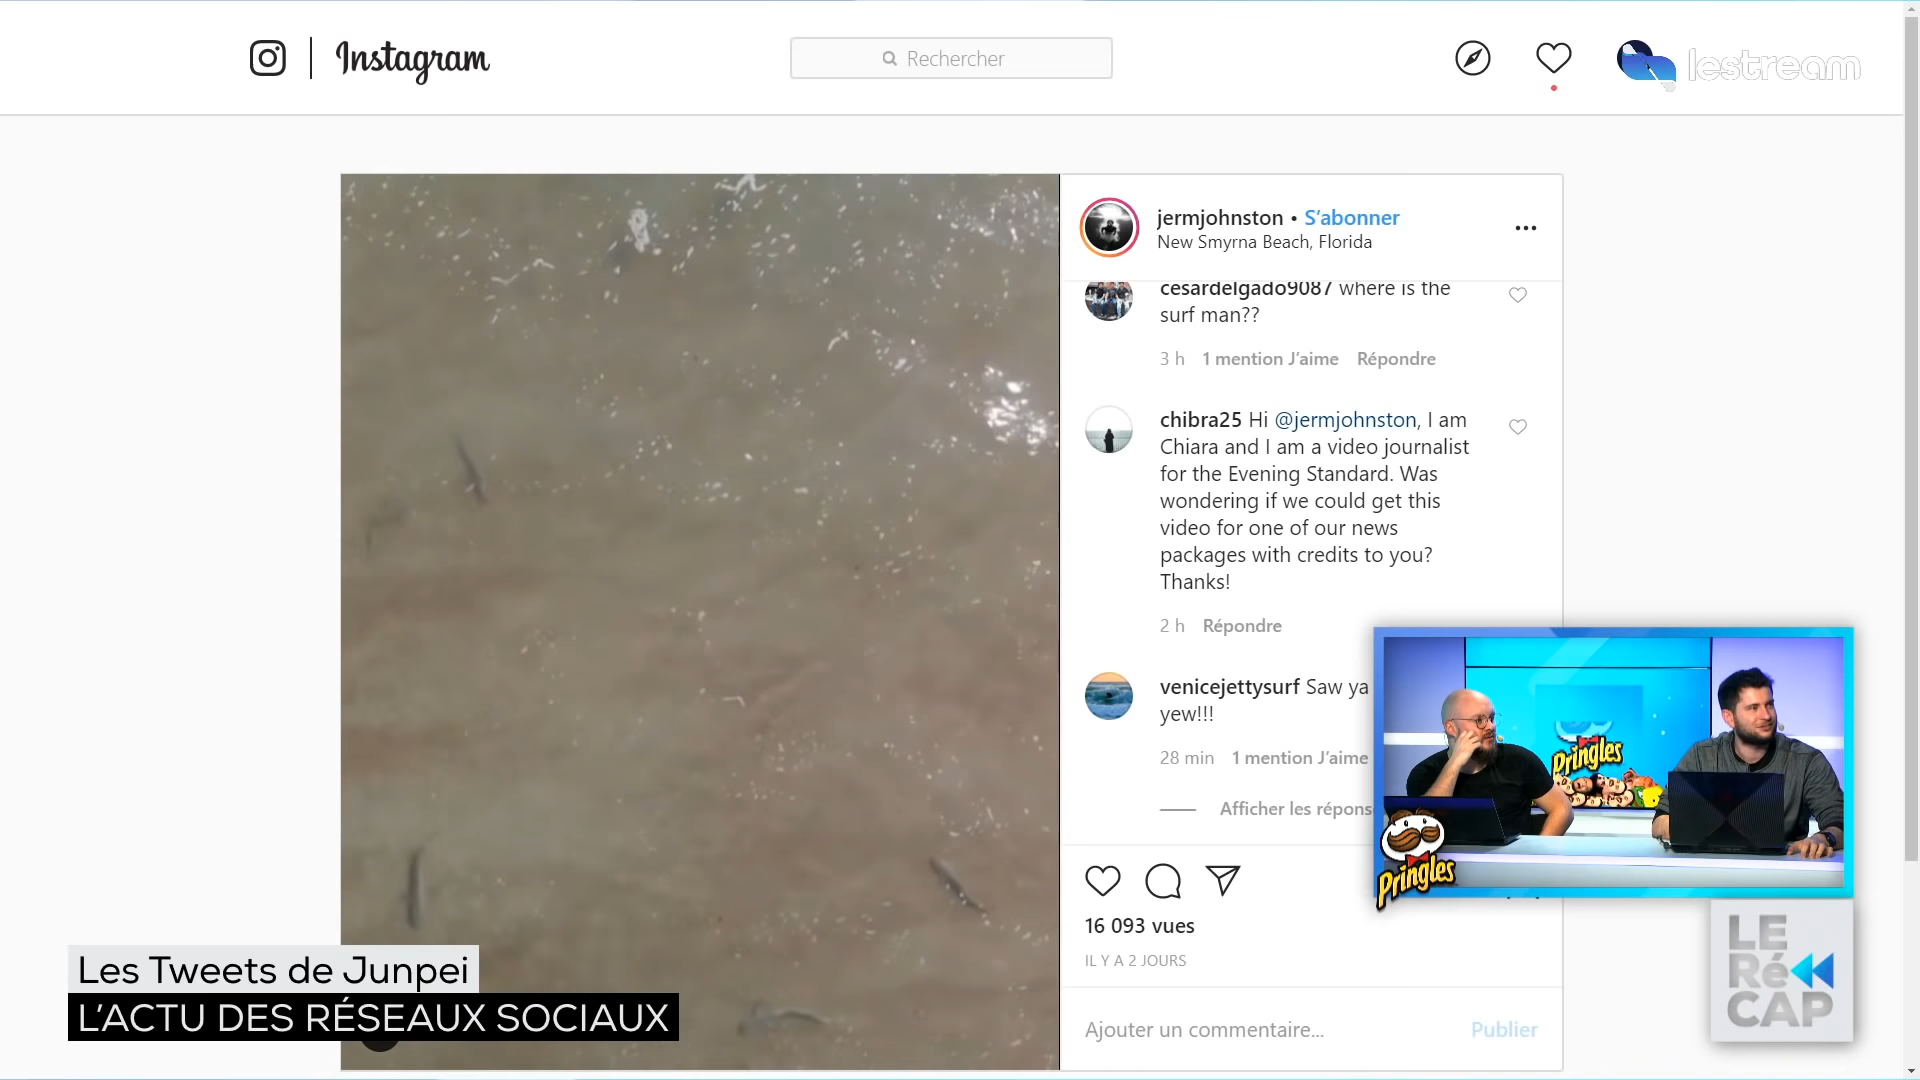 Instagram
Rechercher
lestream
jermjohnston • S'abonner
New Smyrna Beach, Florida
cesardelgado9087 where is the
surf man??
3 h 1 mention J'aime Répondre
chibra25 Hi @jermjohnston, I am
Chiara and I am a video journalist
for the Evening Standard. Was
wondering if we could get this
video for one of our news
packages with credits to you?
Thanks!
2 h Répondre
venicejettysurf Saw ya
yew!!!
28 min 1 mention J'aime
Afficher les répons
Pringles
Pringles
16 093 vues
IL Y A 2 JOURS
Ajouter un commentaire... Publier
Les Tweets de Junpei
L'ACTU DES RÉSEAUX SOCIAUX
LE
Ré
CAP